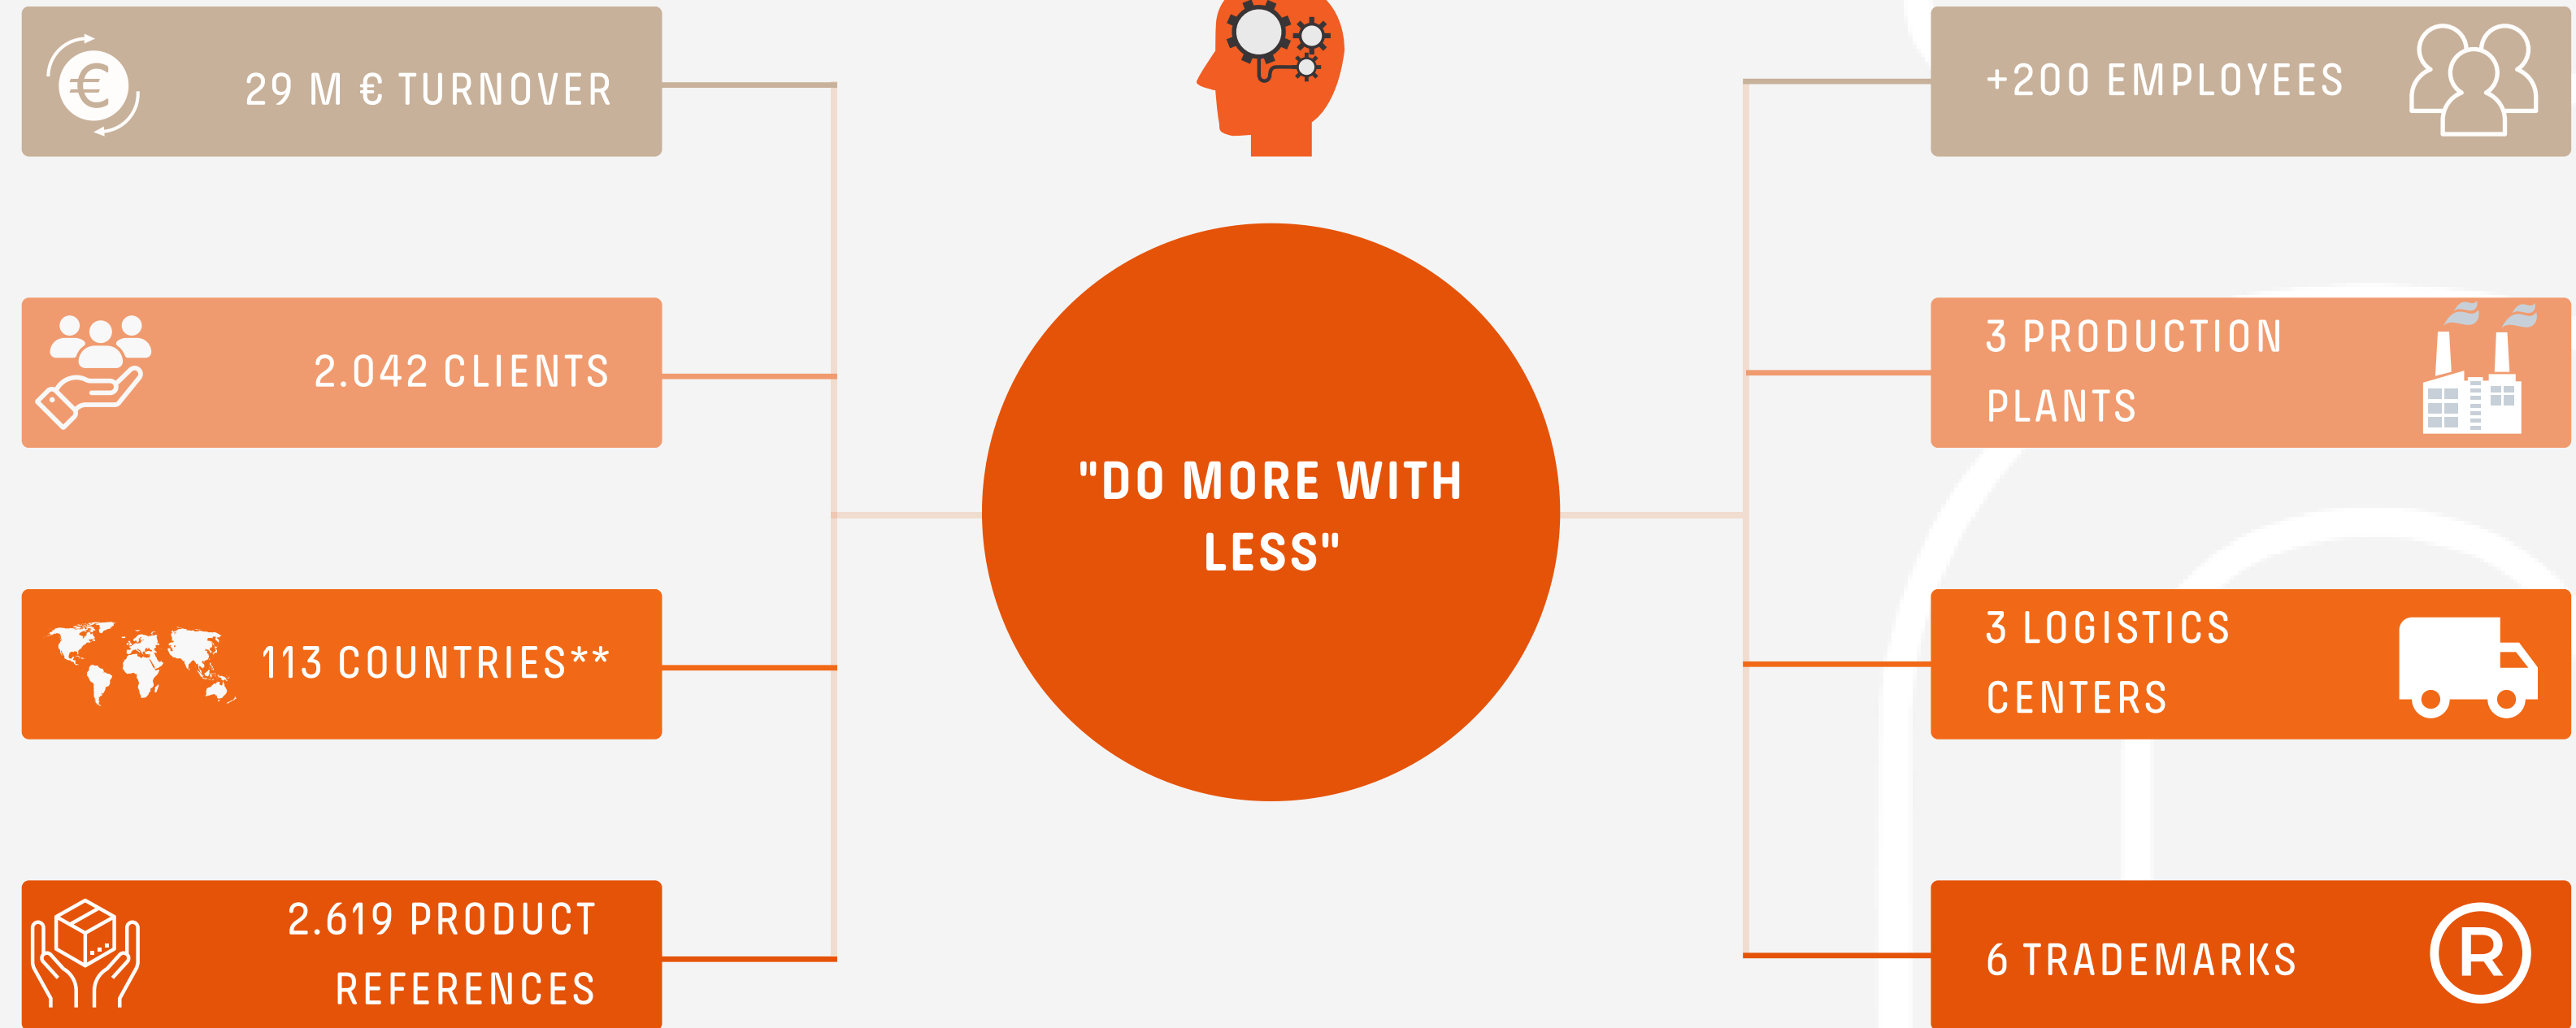 29 M € TURNOVER
2.042 CLIENTS
113 COUNTRIES**
2.619 PRODUCT
REFERENCES
"DO MORE WITH
LESS"
+200 EMPLOYEES
3 PRODUCTION
PLANTS
3 LOGISTICS
CENTERS
6 TRADEMARKS